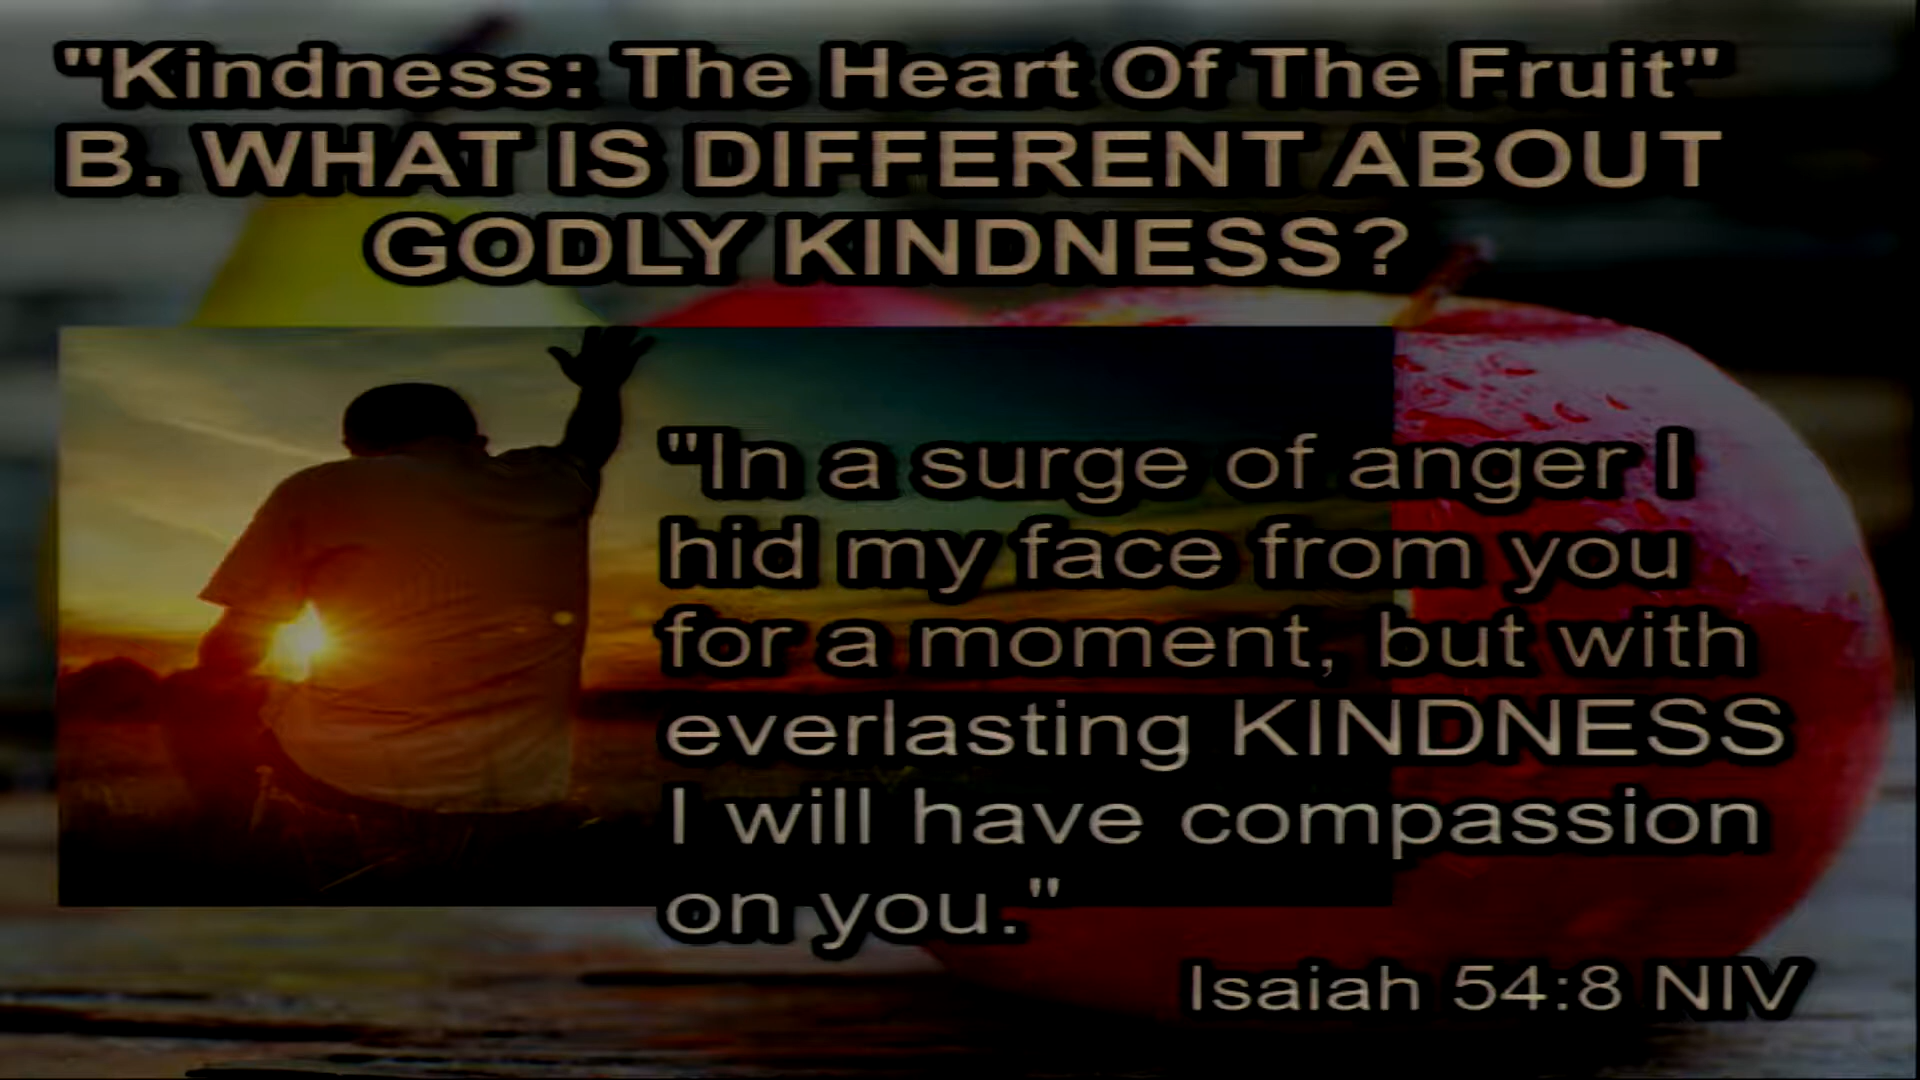 "Kindness: The Heart Of The Fruit"
B. WHAT IS DIFFERENT ABOUT
GODLY KINDNESS?
"In a surge of anger I
hid my face from you
for a moment, but with
everlasting KINDNESS
I will have compassion
on you."
Isaiah 54:8 NIV